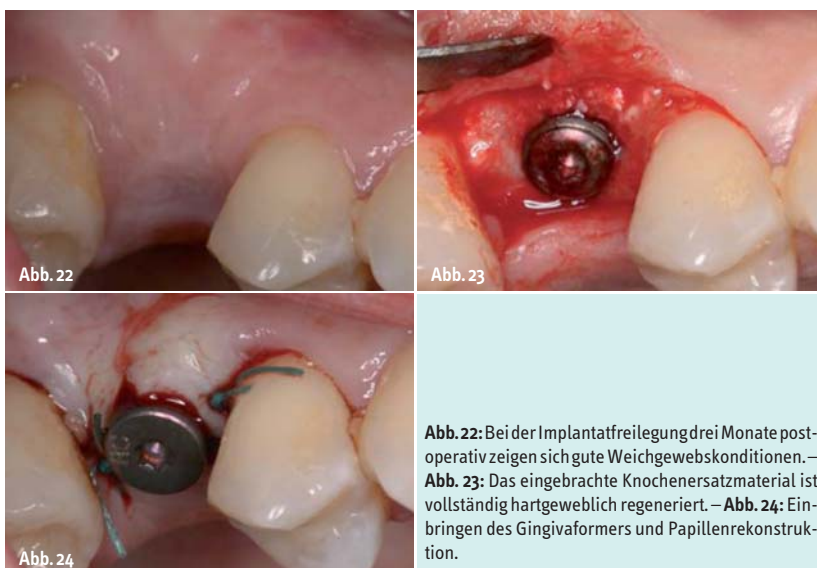 Abb. 22
Abb. 23
Abb. 24
Abb. 22: Bei der Implantatfreilegung drei Monate post-
operativ zeigen sich gute Weichgewebskonditionen. –
Abb. 23: Das eingebrachte Knochenersatzmaterial ist
vollständig hartgeweblich regeneriert. – Abb. 24: Ein-
bringen des Gingivaformers und Papillenrekonstruk-
tion.